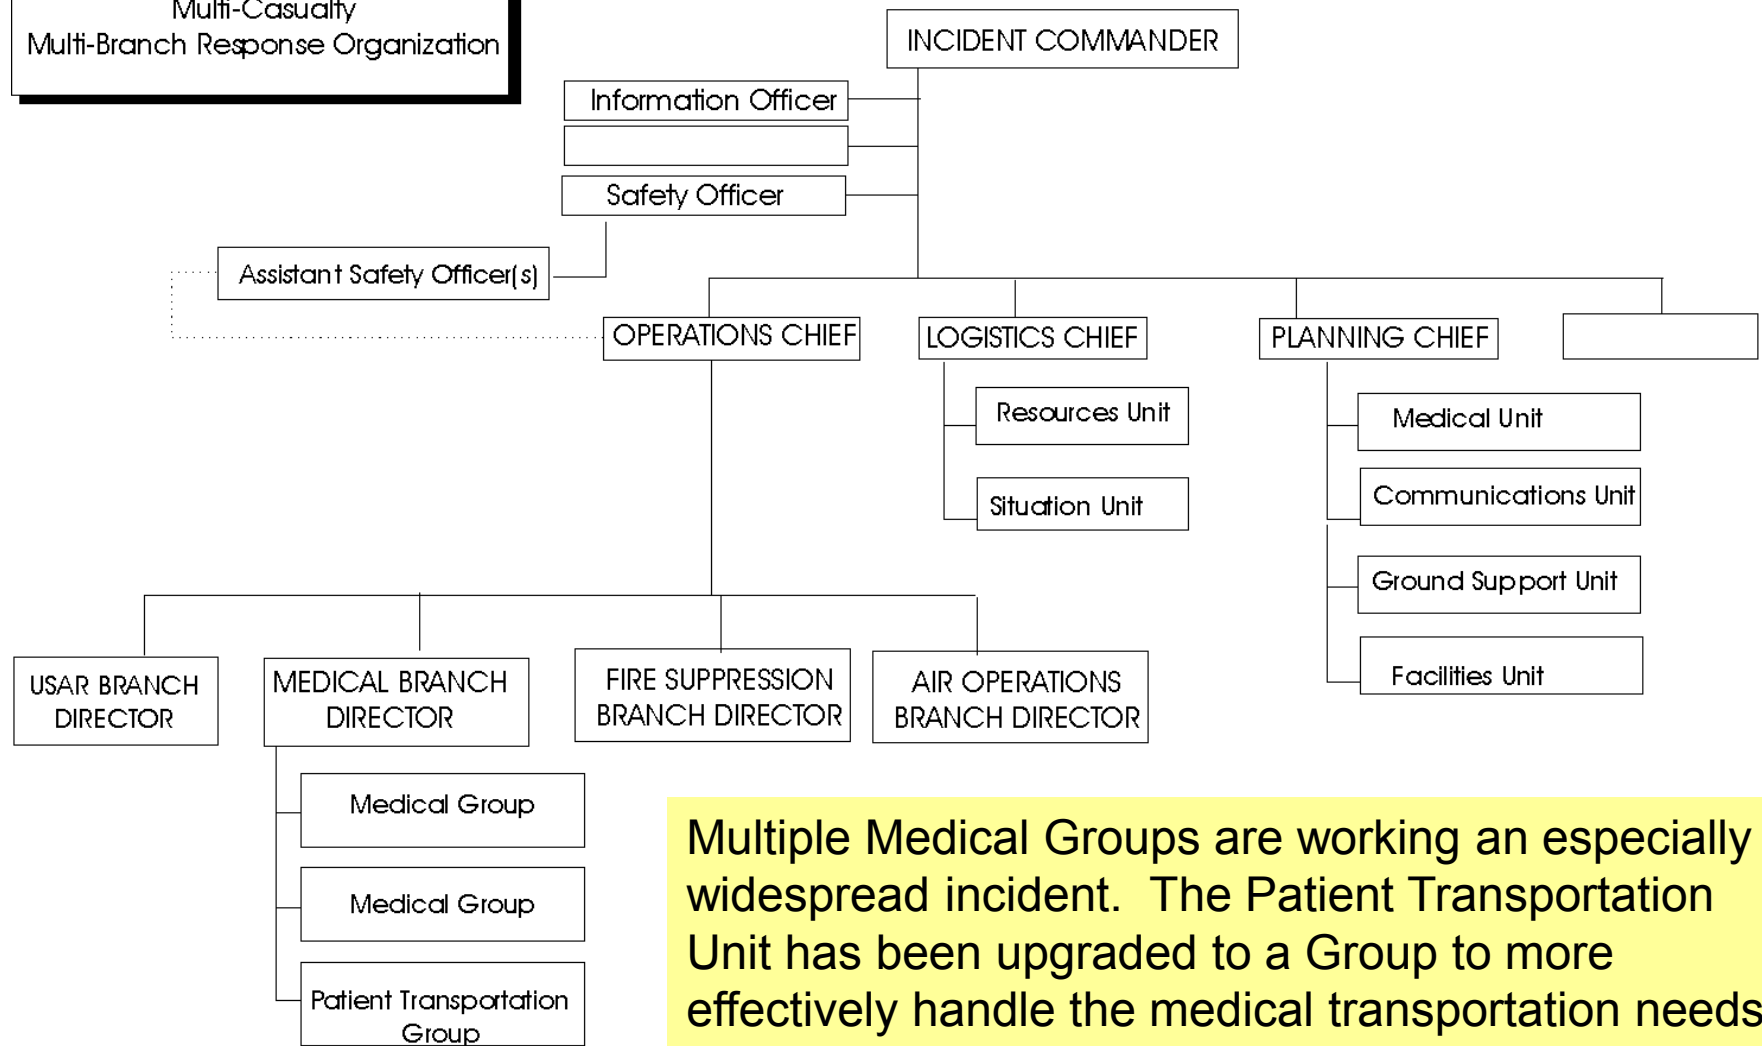 Multi-Casualty
Multi-Branch Response Organization
INCIDENT COMMANDER
Information Officer
Safety Officer
Assistant Safety Officer(s)
OPERATIONS CHIEF
LOGISTICS CHIEF
PLANNING CHIEF
Resources Unit
Situation Unit
Medical Unit
Communications Unit
Ground Support Unit
Facilities Unit
USAR BRANCH
DIRECTOR
MEDICAL BRANCH
DIRECTOR
FIRE SUPPRESSION
BRANCH DIRECTOR
AIR OPERATIONS
BRANCH DIRECTOR
Medical Group
Medical Group
Patient Transportation
Group
Multiple Medical Groups are working an especially
widespread incident.  The Patient Transportation
Unit has been upgraded to a Group to more
effectively handle the medical transportation needs